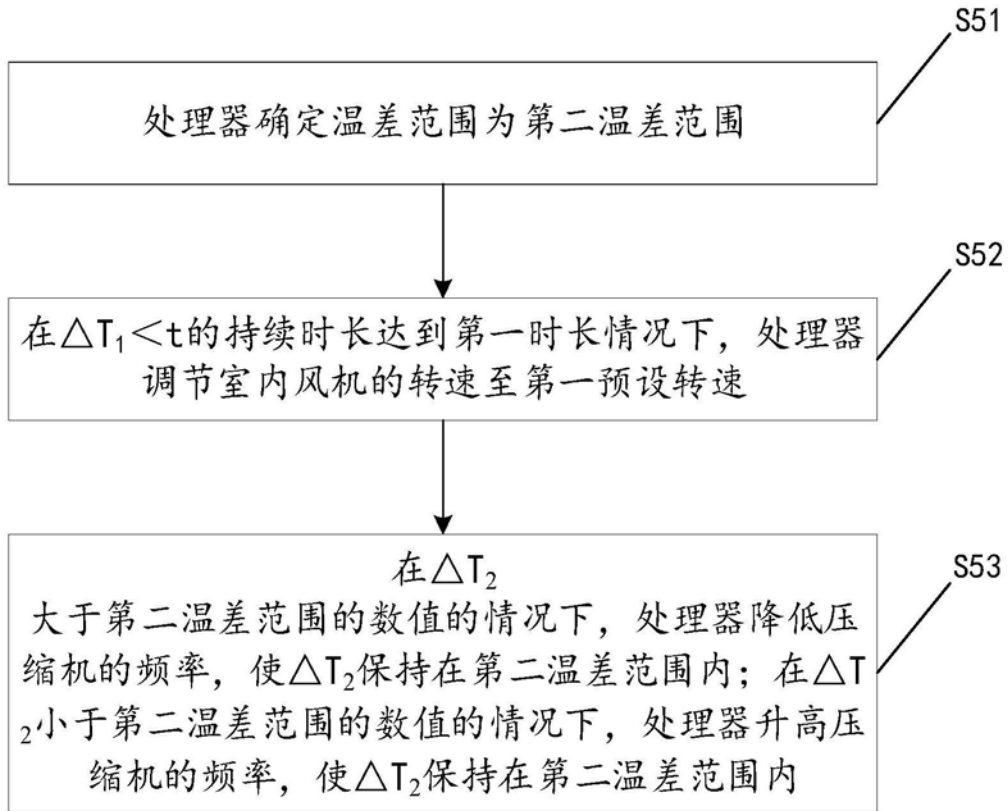 S51
处理器确定温差范围为第二温差范围
S52
在△T₁＜t的持续时长达到第一时长情况下，处理器
调节室内风机的转速至第一预设转速
S53
在△T₂
大于第二温差范围的数值的情况下，处理器降低压
缩机的频率，使△T₂保持在第二温差范围内；在△T
₂小于第二温差范围的数值的情况下，处理器升高压
缩机的频率，使△T₂保持在第二温差范围内